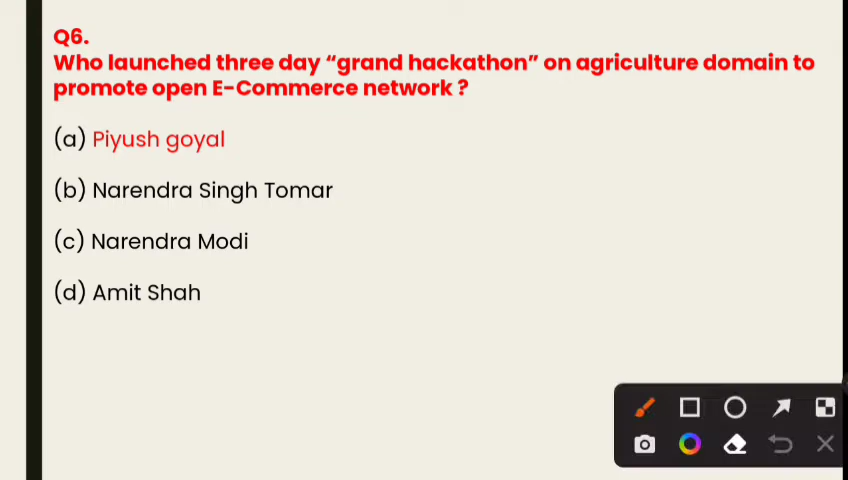 Q6.
Who launched three day “grand hackathon” on agriculture domain to
promote open E-Commerce network ?
(a) Piyush goyal
(b) Narendra Singh Tomar
(c) Narendra Modi
(d) Amit Shah